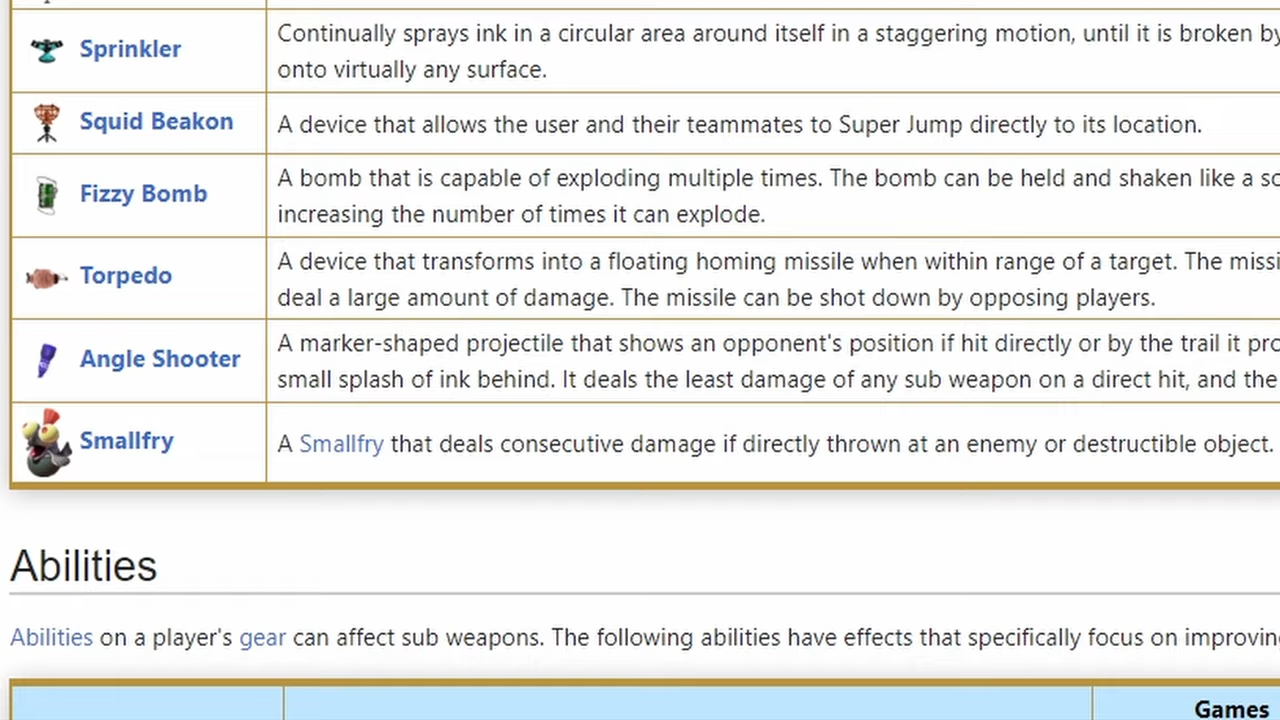 Sprinkler
Continually sprays ink in a circular area around itself in a staggering motion, until it is broken by
onto virtually any surface.
Squid Beakon
A device that allows the user and their teammates to Super Jump directly to its location.
Fizzy Bomb
A bomb that is capable of exploding multiple times. The bomb can be held and shaken like a
increasing the number of times it can explode.
Torpedo
A device that transforms into a floating homing missile when within range of a target. The
deal a large amount of damage. The missile can be shot down by opposing players.
Angle Shooter
A marker-shaped projectile that shows an opponent's position if hit directly or by the trail it
small splash of ink behind. It deals the least damage of any sub weapon on a direct hit, and the
Smallfry
A Smallfry that deals consecutive damage if directly thrown at an enemy or destructible object.
Abilities
Abilities on a player's gear can affect sub weapons. The following abilities have effects that specifically focus on improving
Games